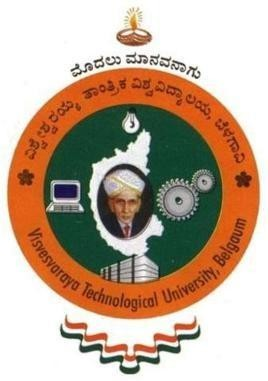 ಮೊದಲು ಮಾನವನಾಗು
ವಿಶ್ವೇಶ್ವರಯ್ಯ ತಾಂತ್ರಿಕ ವಿಶ್ವವಿದ್ಯಾಲಯ, ಬೆಳಗಾವಿ
Visvesvaraya Technological University, Belgaum